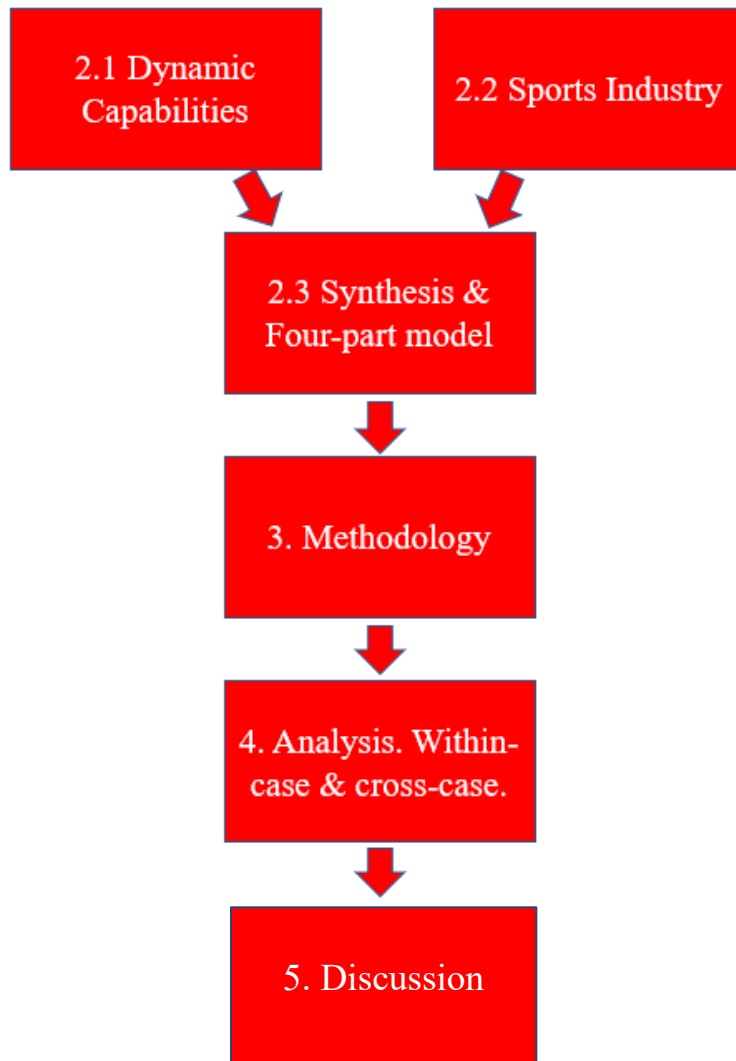 2.1 Dynamic
Capabilities
2.2 Sports Industry
2.3 Synthesis &
Four-part model
3. Methodology
4. Analysis. Within-
case & cross-case.
5. Discussion